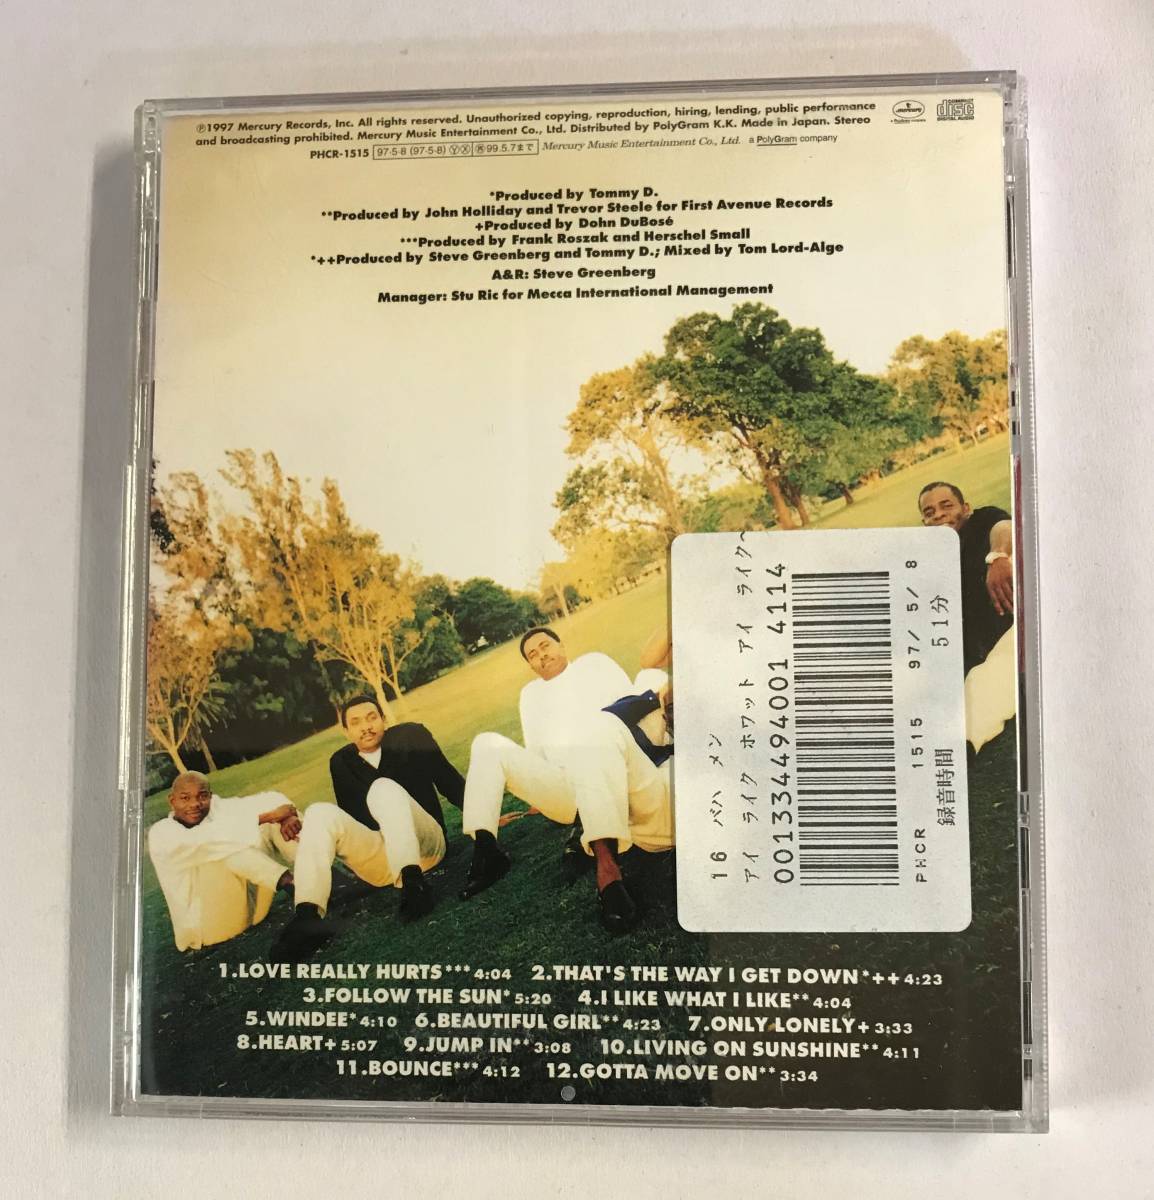 ℗1997 Mercury Records, Inc. All rights reserved. Unauthorized copying, reproduction, hiring, lending, public performance
and broadcasting prohibited. Mercury Music Entertainment Co., Ltd. Distributed by PolyGram K.K. Made in Japan. Stereo
PHCR-1515 97·5·8 (97·5·8) ⓎⓍ Ⓡ99.5.7まで Mercury Music Entertainment Co., Ltd. a PolyGram company
mercury
COMPACT
disc
DIGITAL AUDIO
*Produced by Tommy D.
**Produced by John Holliday and Trevor Steele for First Avenue Records
+Produced by Dohn DuBosé
***Produced by Frank Roszak and Herschel Small
*++Produced by Steve Greenberg and Tommy D.; Mixed by Tom Lord-Alge
A&R: Steve Greenberg
Manager: Stu Ric for Mecca International Management
16 バハ メン
アイ ライク ホワット アイ ライク
0013344940014114
PHCR 1515 97/ 5/ 8
録音時間 51分
1.LOVE REALLY HURTS*** 4:04 2.THAT'S THE WAY I GET DOWN*++ 4:23
3.FOLLOW THE SUN* 5:20 4.I LIKE WHAT I LIKE** 4:04
5.WINDEE* 4:10 6.BEAUTIFUL GIRL** 4:23 7.ONLY LONELY+ 3:33
8.HEART+ 5:07 9.JUMP IN** 3:08 10.LIVING ON SUNSHINE** 4:11
11.BOUNCE*** 4:12 12.GOTTA MOVE ON** 3:34